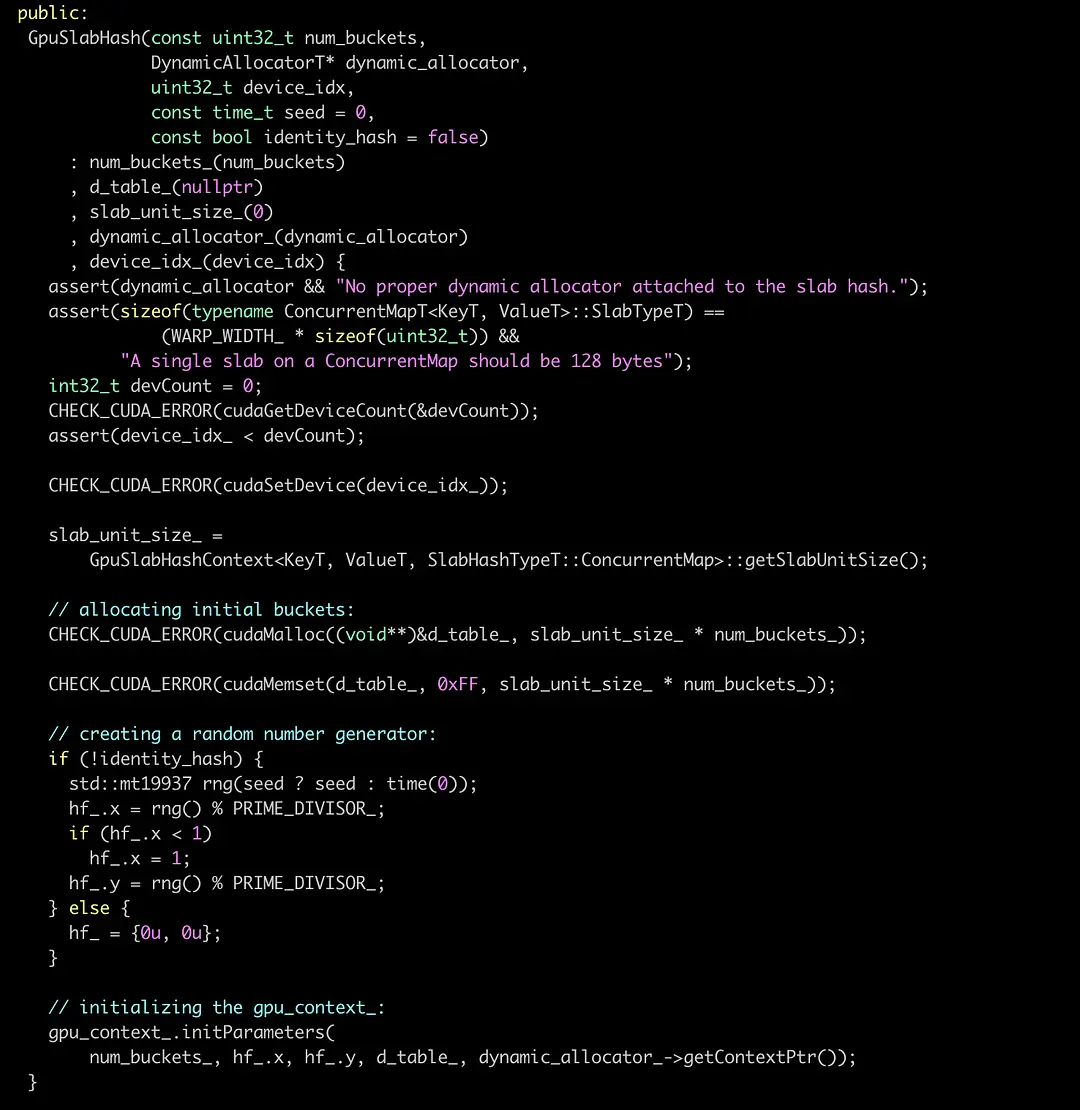 public:
 GpuSlabHash(const uint32_t num_buckets,
             DynamicAllocatorT* dynamic_allocator,
             uint32_t device_idx,
             const time_t seed = 0,
             const bool identity_hash = false)
     : num_buckets_(num_buckets)
     , d_table_(nullptr)
     , slab_unit_size_(0)
     , dynamic_allocator_(dynamic_allocator)
     , device_idx_(device_idx) {
   assert(dynamic_allocator && "No proper dynamic allocator attached to the slab hash.");
   assert(sizeof(typename ConcurrentMapT<KeyT, ValueT>::SlabTypeT) ==
              (WARP_WIDTH_ * sizeof(uint32_t)) &&
          "A single slab on a ConcurrentMap should be 128 bytes");
   int32_t devCount = 0;
   CHECK_CUDA_ERROR(cudaGetDeviceCount(&devCount));
   assert(device_idx_ < devCount);

   CHECK_CUDA_ERROR(cudaSetDevice(device_idx_));

   slab_unit_size_ =
       GpuSlabHashContext<KeyT, ValueT, SlabHashTypeT::ConcurrentMap>::getSlabUnitSize();

   // allocating initial buckets:
   CHECK_CUDA_ERROR(cudaMalloc((void**)&d_table_, slab_unit_size_ * num_buckets_));

   CHECK_CUDA_ERROR(cudaMemset(d_table_, 0xFF, slab_unit_size_ * num_buckets_));

   // creating a random number generator:
   if (!identity_hash) {
     std::mt19937 rng(seed ? seed : time(0));
     hf_.x = rng() % PRIME_DIVISOR_;
     if (hf_.x < 1)
       hf_.x = 1;
     hf_.y = rng() % PRIME_DIVISOR_;
   } else {
     hf_ = {0u, 0u};
   }

   // initializing the gpu_context_:
   gpu_context_.initParameters(
       num_buckets_, hf_.x, hf_.y, d_table_, dynamic_allocator_->getContextPtr());
 }